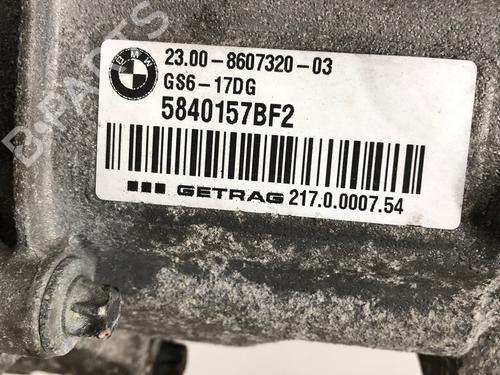 BMW
23.00-8607320-03
GS6-17DG
5840157BF2
GETRAG 217.0.0007.54
B-PARTS